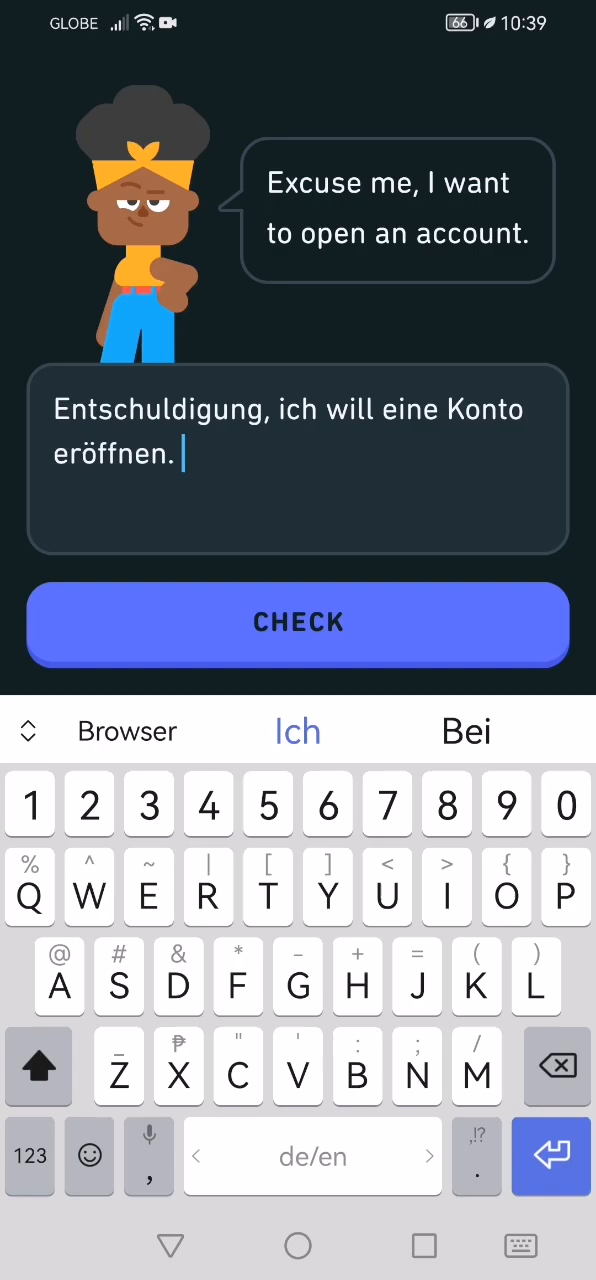 GLOBE 66 10:39
Excuse me, I want
to open an account.
Entschuldigung, ich will eine Konto
eröffnen.
CHECK
Browser Ich Bei
1 2 3 4 5 6 7 8 9 0
% ^ ~ | [ ] < > { }
Q W E R T Y U I O P
@ # & * - + = ( )
A S D F G H J K L
_ ₱ " ' : ; /
Z X C V B N M
123 , de/en ,!? .